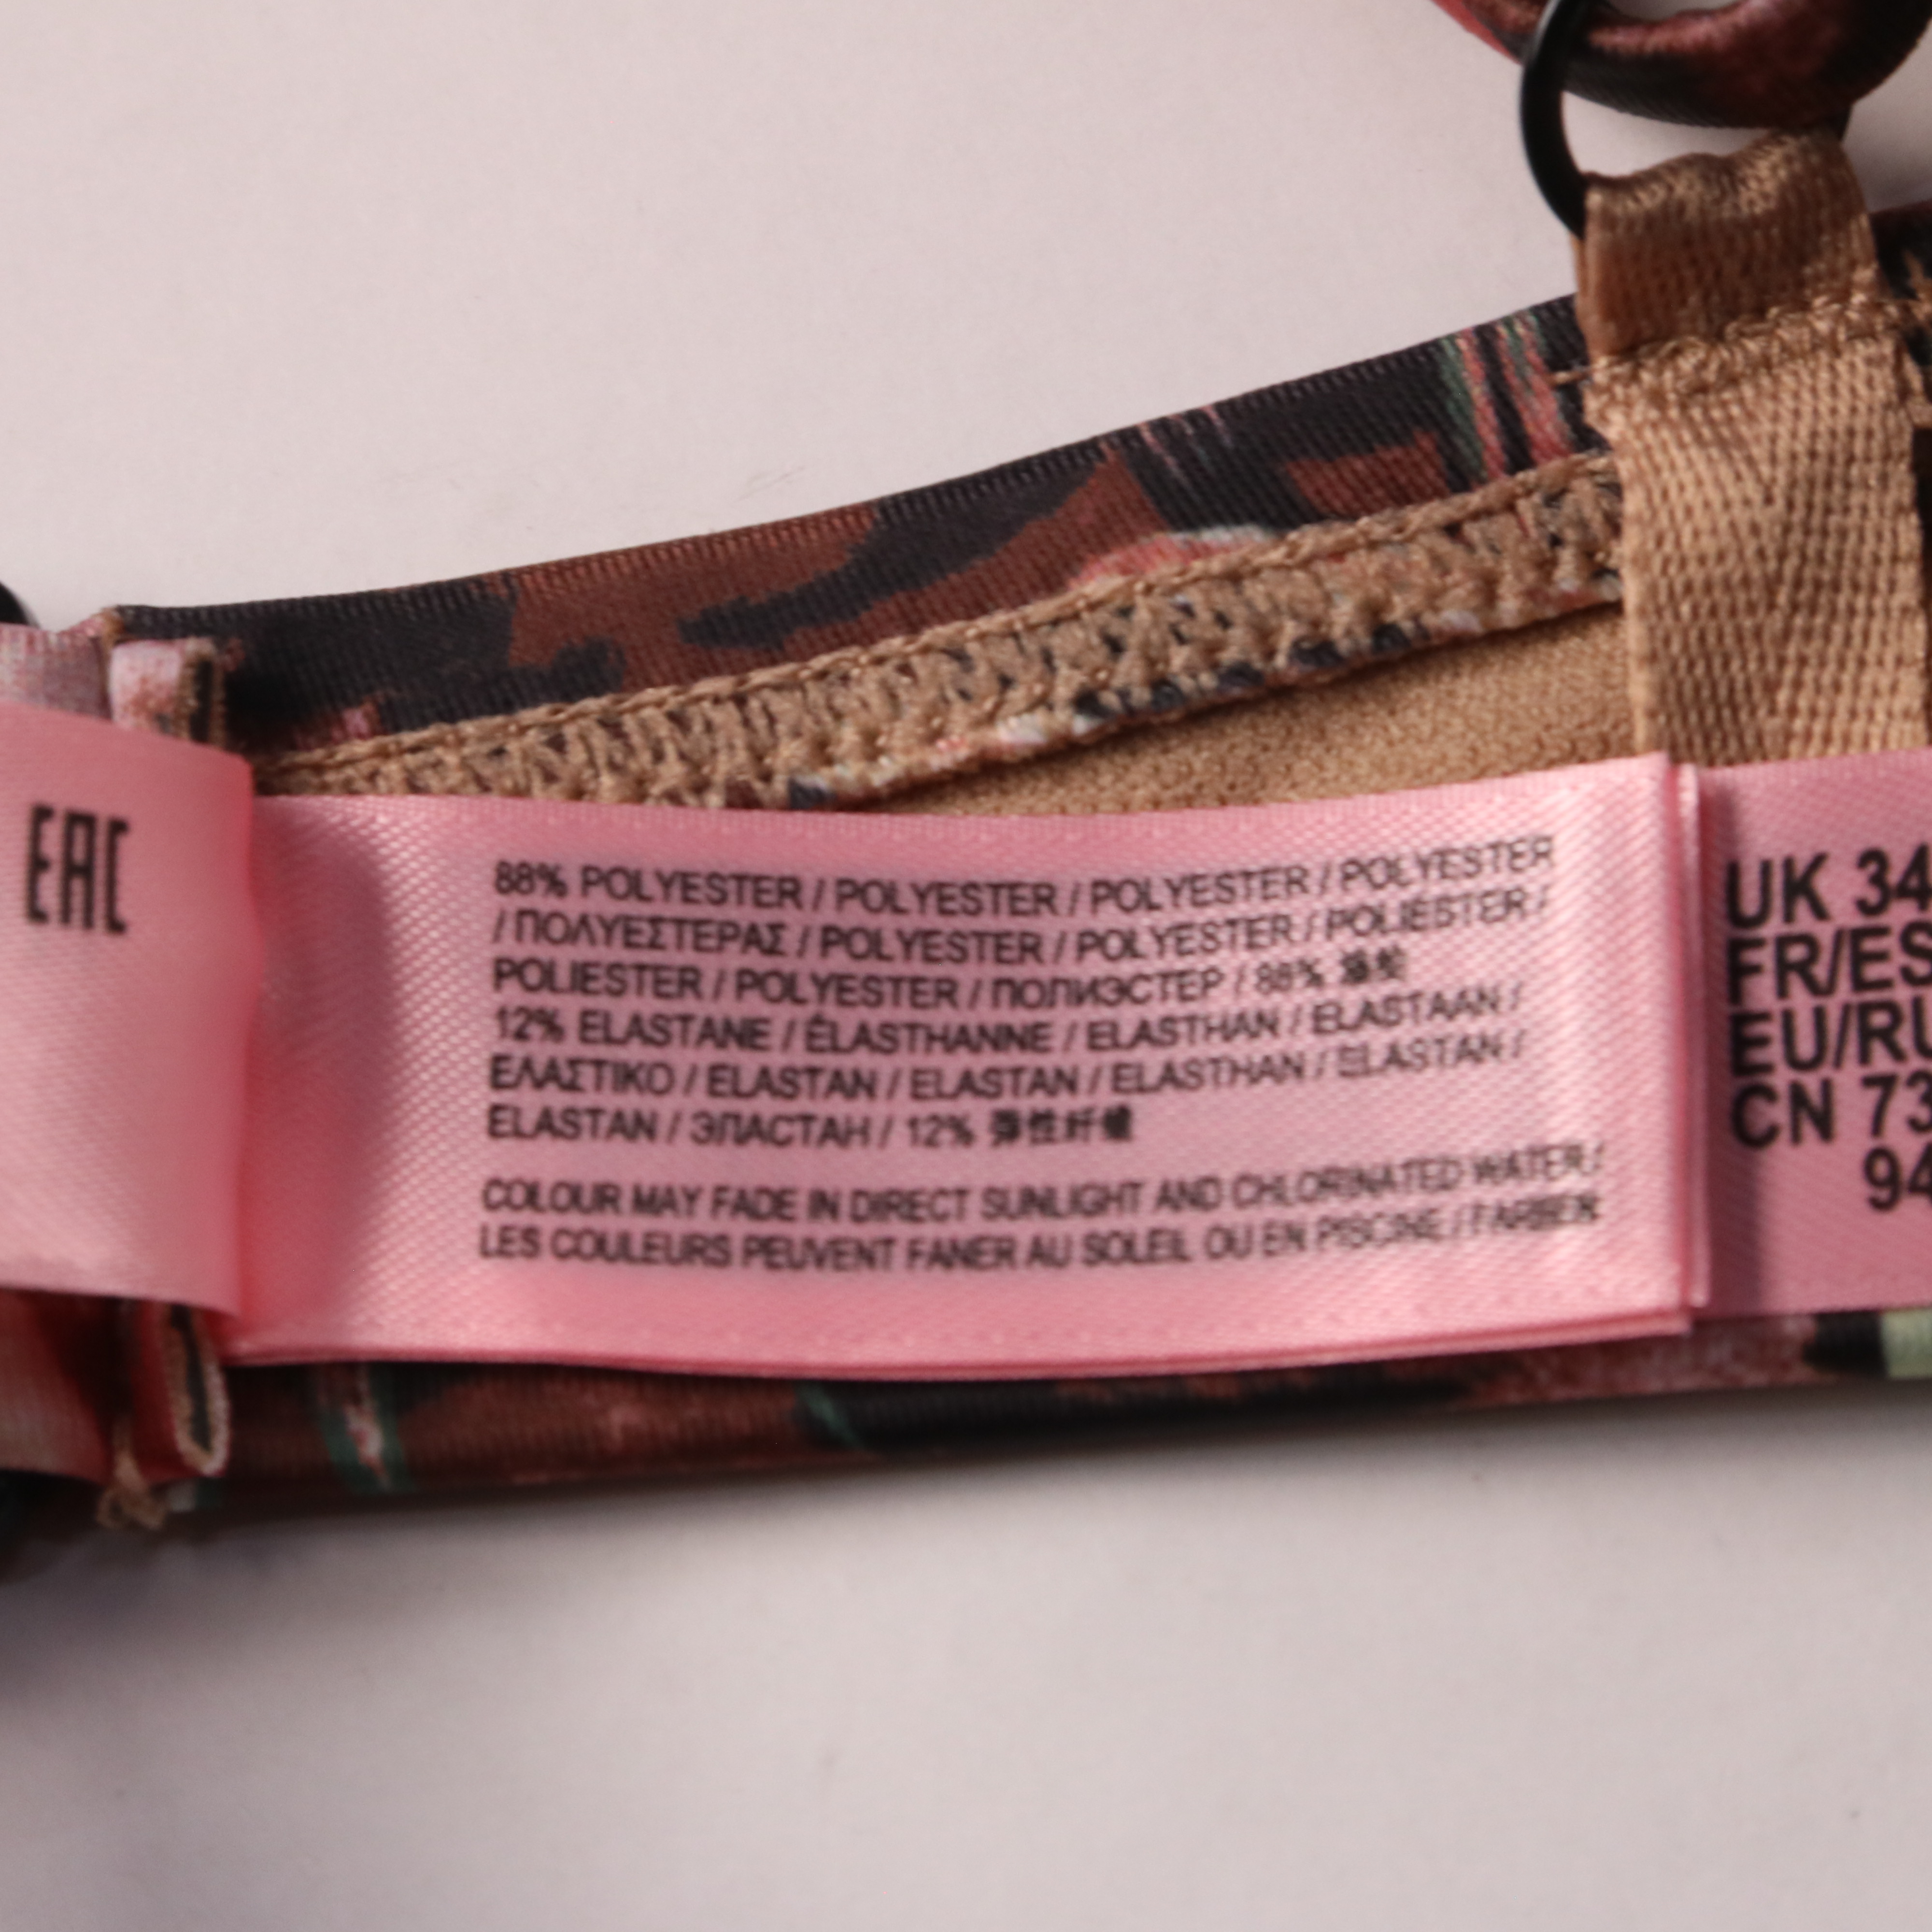 EAC
88% POLYESTER / POLYESTER / POLYESTER / POLYESTER
/ ΠΟΛΥΕΣΤΕΡΑΣ / POLYESTER / POLYESTER / POLIESTER /
POLIESTER / POLYESTER / ПОЛИЭСТЕР / 88%
12% ELASTANE / ÉLASTHANNE / ELASTHAN / ELASTAAN /
ΕΛΑΣΤΙΚΟ / ELASTAN / ELASTAN / ELASTHAN / ELASTAN /
ELASTAN / ЭЛАСТАН / 12% 弹性纤维
COLOUR MAY FADE IN DIRECT SUNLIGHT AND CHLORINATED WATER /
LES COULEURS PEUVENT FANER AU SOLEIL OU EN PISCINE / FARBEN
UK 34
FR/ES
EU/RU
CN 73
94